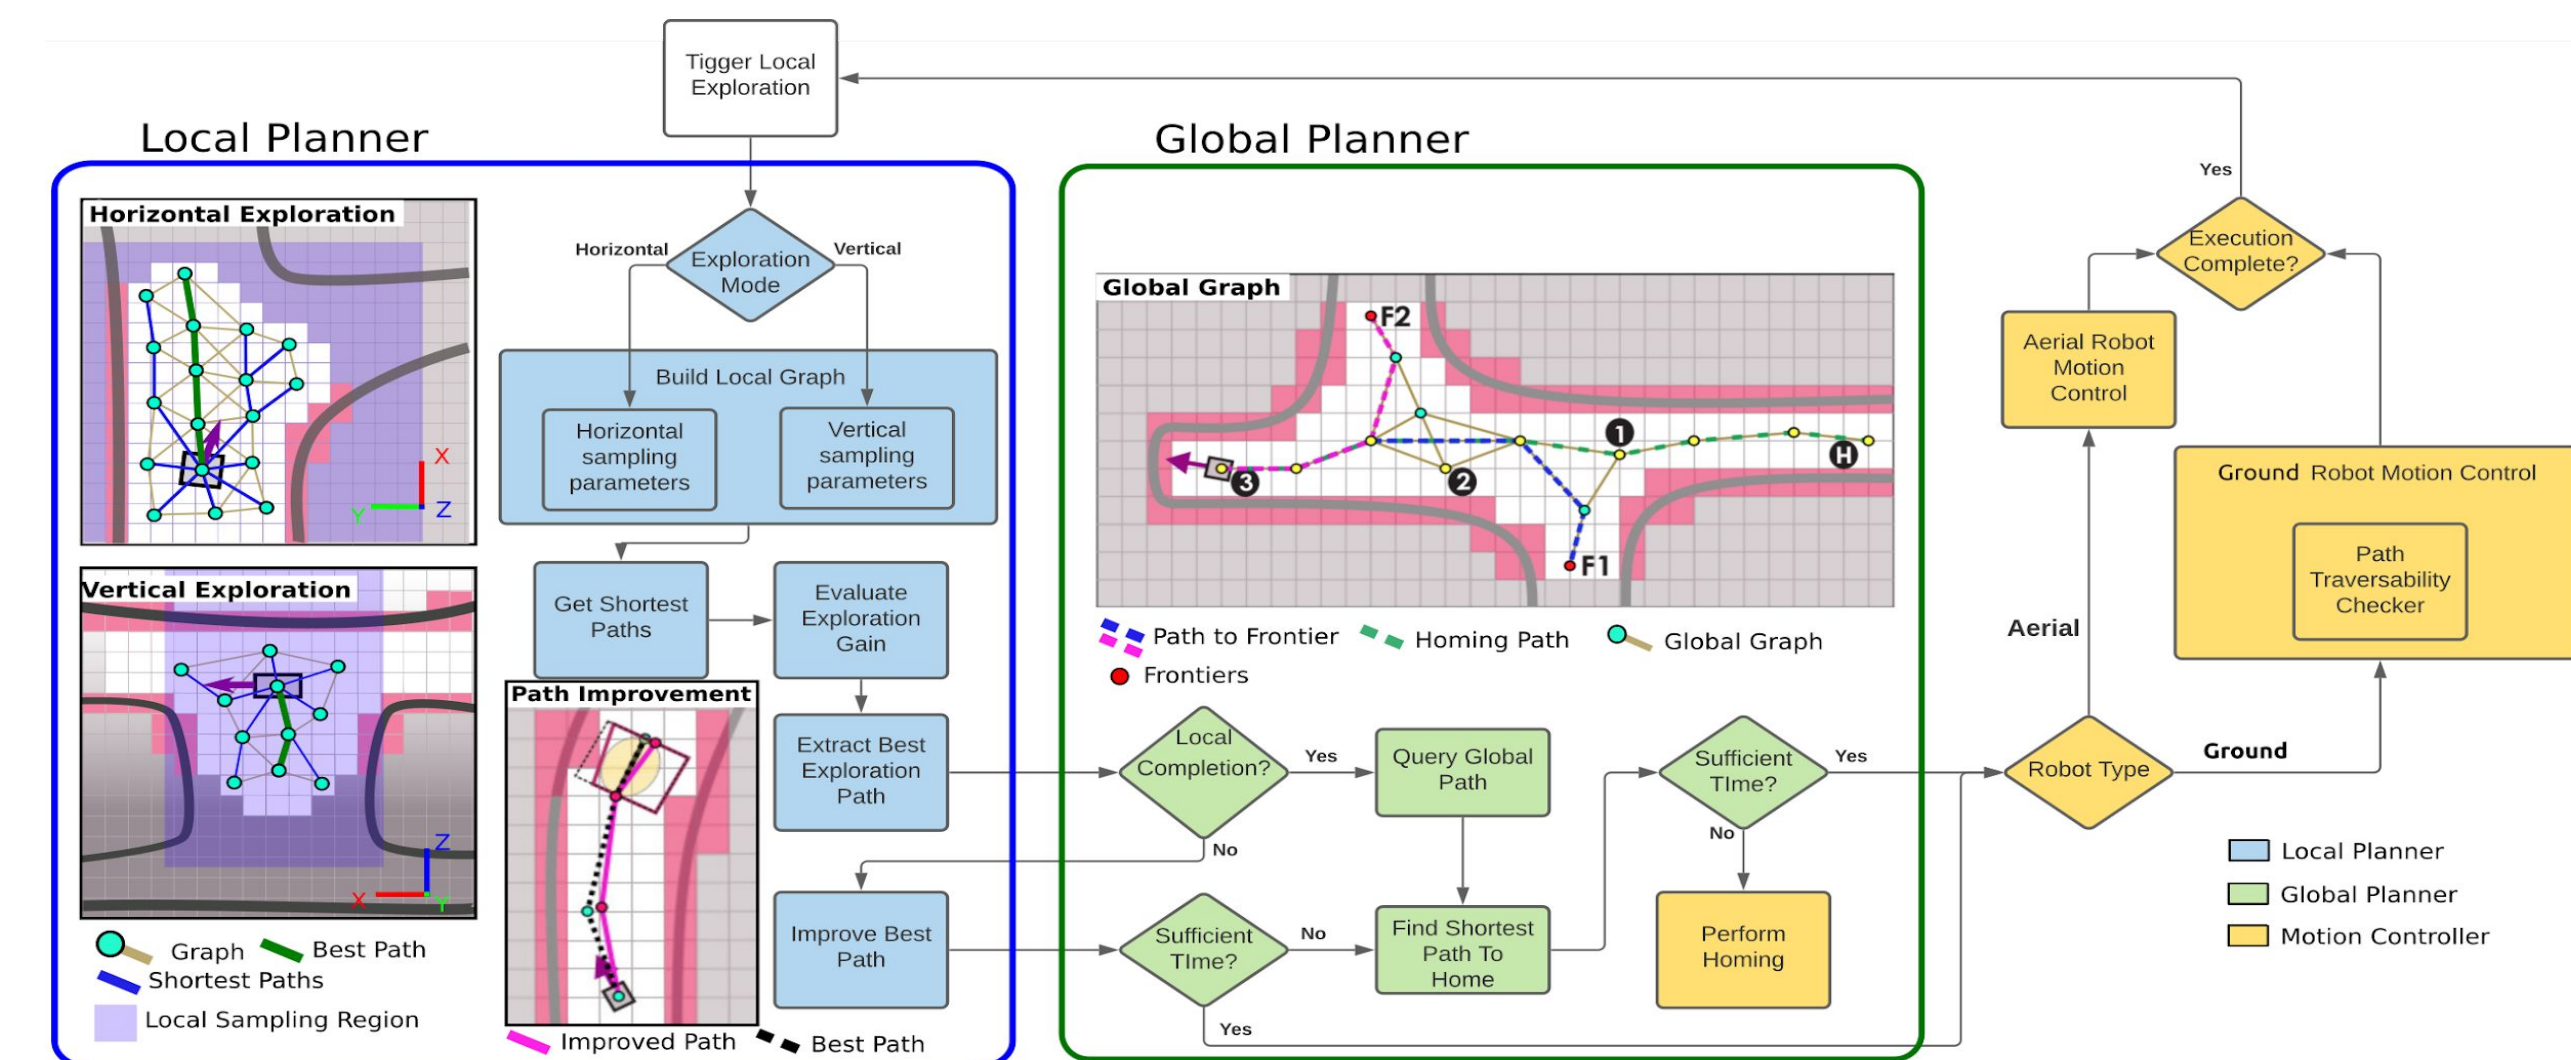 Tigger Local
Exploration
Local Planner
Global Planner
Horizontal Exploration
X
Y
Z
Vertical Exploration
Z
X
Y
Graph
Best Path
Shortest Paths
Local Sampling Region
Horizontal
Exploration
Mode
Vertical
Build Local Graph
Horizontal
sampling
parameters
Vertical
sampling
parameters
Get Shortest
Paths
Evaluate
Exploration
Gain
Path Improvement
Improved Path
Best Path
Extract Best
Exploration
Path
Improve Best
Path
Global Graph
F2
1
H
3
2
F1
Path to Frontier
Homing Path
Global Graph
Frontiers
Local
Completion?
Yes
No
Query Global
Path
Sufficient
TIme?
Yes
No
Sufficient
TIme?
No
Yes
Find Shortest
Path To
Home
Perform
Homing
Yes
Execution
Complete?
Aerial Robot
Motion
Control
Ground Robot Motion Control
Path
Traversability
Checker
Aerial
Robot Type
Ground
Local Planner
Global Planner
Motion Controller